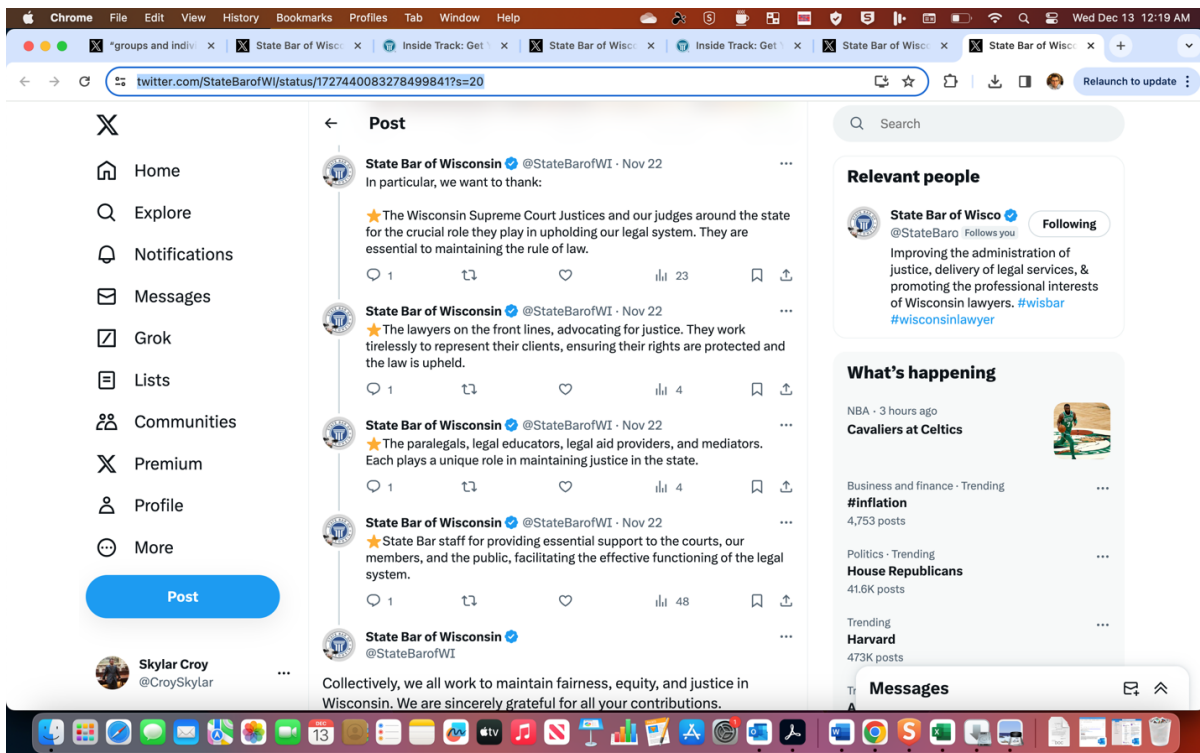 Chrome File Edit View History Bookmarks Profiles Tab Window Help Wed Dec 13 12:19 AM
"groups and indivi State Bar of Wisco Inside Track: Get State Bar of Wisco Inside Track: Get State Bar of Wisco State Bar of Wisco
twitter.com/StateBarofWI/status/1727440083278499841?s=20 Relaunch to update
Home
Explore
Notifications
Messages
Grok
Lists
Communities
Premium
Profile
More
Post
Skylar Croy
@CroySkylar
Post
State Bar of Wisconsin @StateBarofWI · Nov 22
In particular, we want to thank:
⭐The Wisconsin Supreme Court Justices and our judges around the state
for the crucial role they play in upholding our legal system. They are
essential to maintaining the rule of law.
1 23
State Bar of Wisconsin @StateBarofWI · Nov 22
⭐The lawyers on the front lines, advocating for justice. They work
tirelessly to represent their clients, ensuring their rights are protected and
the law is upheld.
1 4
State Bar of Wisconsin @StateBarofWI · Nov 22
⭐The paralegals, legal educators, legal aid providers, and mediators.
Each plays a unique role in maintaining justice in the state.
1 4
State Bar of Wisconsin @StateBarofWI · Nov 22
⭐State Bar staff for providing essential support to the courts, our
members, and the public, facilitating the effective functioning of the legal
system.
1 48
State Bar of Wisconsin
@StateBarofWI
Collectively, we all work to maintain fairness, equity, and justice in
Wisconsin. We are sincerely grateful for all your contributions.
Search
Relevant people
State Bar of Wisco
@StateBaro Follows you
Following
Improving the administration of
justice, delivery of legal services, &
promoting the professional interests
of Wisconsin lawyers. #wisbar
#wisconsinlawyer
What's happening
NBA · 3 hours ago
Cavaliers at Celtics
Business and finance · Trending
#inflation
4,753 posts
Politics · Trending
House Republicans
41.6K posts
Trending
Harvard
473K posts
Messages
DEC
13
tv
1